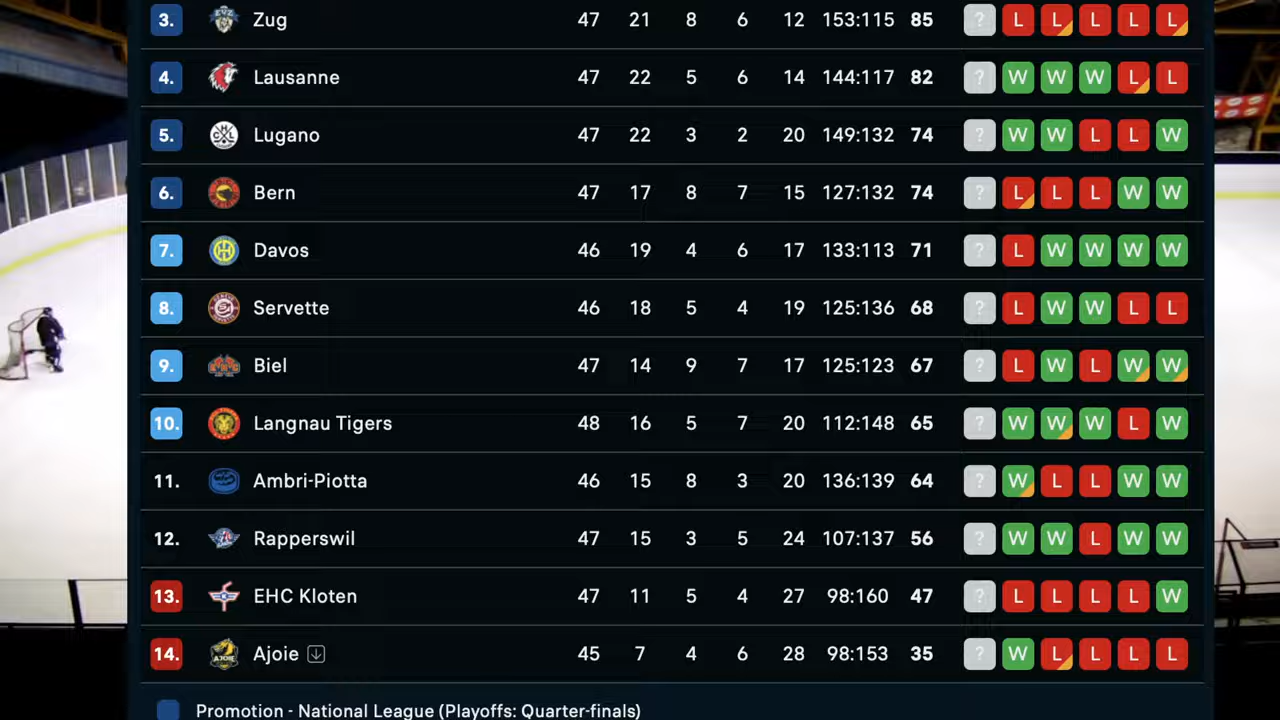 3. Zug 47 21 8 6 12 153:115 85 ? L L L L L
4. Lausanne 47 22 5 6 14 144:117 82 ? W W W L L
5. Lugano 47 22 3 2 20 149:132 74 ? W W L L W
6. Bern 47 17 8 7 15 127:132 74 ? L L L W W
7. Davos 46 19 4 6 17 133:113 71 ? L W W W W
8. Servette 46 18 5 4 19 125:136 68 ? L W W L L
9. Biel 47 14 9 7 17 125:123 67 ? L W L W W
10. Langnau Tigers 48 16 5 7 20 112:148 65 ? W W W L W
11. Ambri-Piotta 46 15 8 3 20 136:139 64 ? W L L W W
12. Rapperswil 47 15 3 5 24 107:137 56 ? W W L W W
13. EHC Kloten 47 11 5 4 27 98:160 47 ? L L L L W
14. Ajoie 45 7 4 6 28 98:153 35 ? W L L L L
Promotion - National League (Playoffs: Quarter-finals)